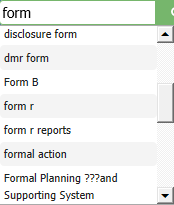 form
disclosure form
dmr form
Form B
form r
form r reports
formal action
Formal Planning ???and
Supporting System